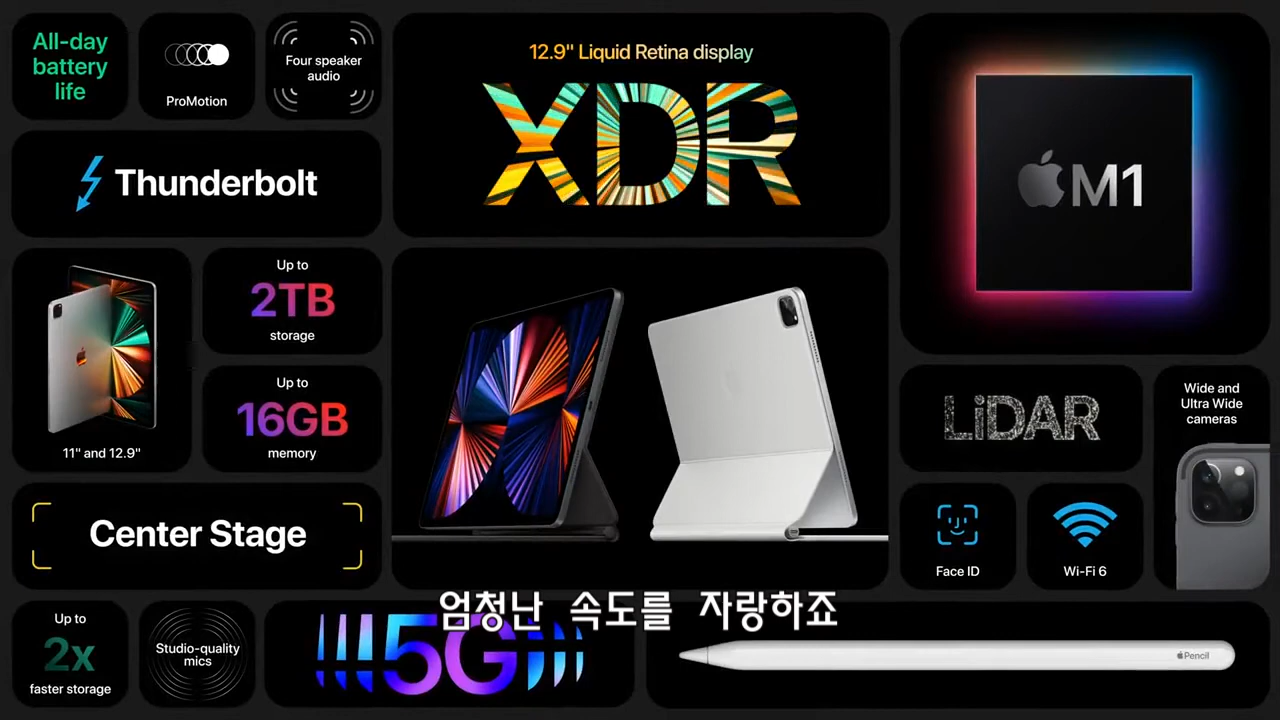 All-day
battery
life
ProMotion
Four speaker
audio
12.9" Liquid Retina display
XDR
M1
Thunderbolt
11" and 12.9"
Up to
2TB
storage
Up to
16GB
memory
LiDAR
Wide and
Ultra Wide
cameras
Center Stage
Face ID
Wi-Fi 6
Up to
2x
faster storage
Studio-quality
mics
5G
엄청난 속도를 자랑하죠
Pencil